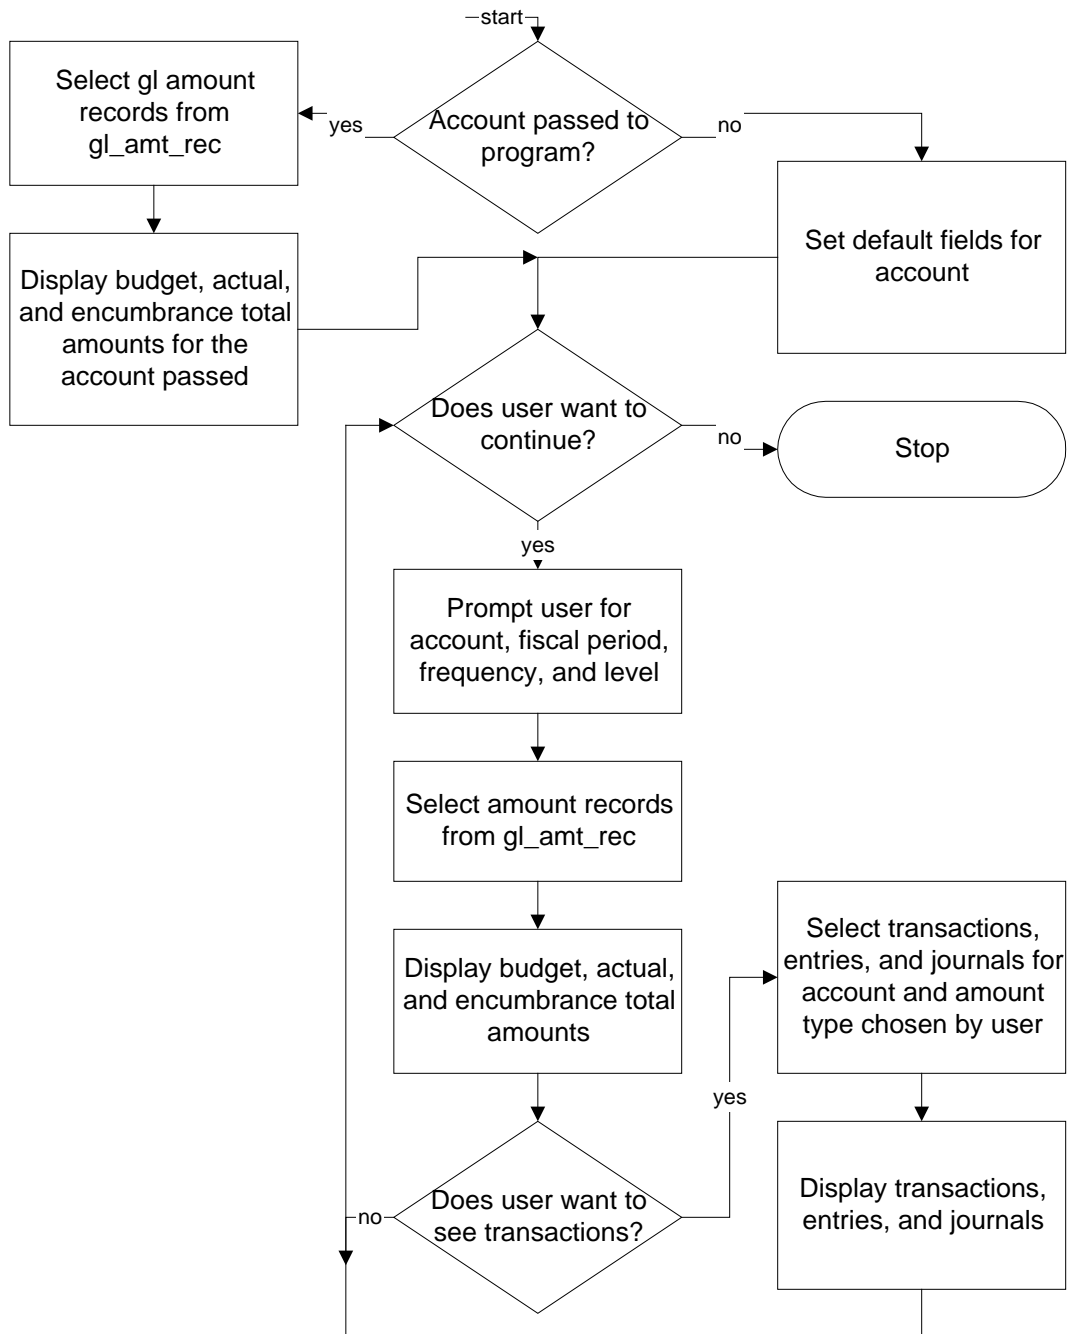 start
Select gl amount
records from
gl_amt_rec
yes
Account passed to
program?
no
Set default fields for
account
Display budget, actual,
and encumbrance total
amounts for the
account passed
Does user want to
continue?
no
Stop
yes
Prompt user for
account, fiscal period,
frequency, and level
Select amount records
from gl_amt_rec
Display budget, actual,
and encumbrance total
amounts
Select transactions,
entries, and journals for
account and amount
type chosen by user
yes
Does user want to
see transactions?
no
Display transactions,
entries, and journals